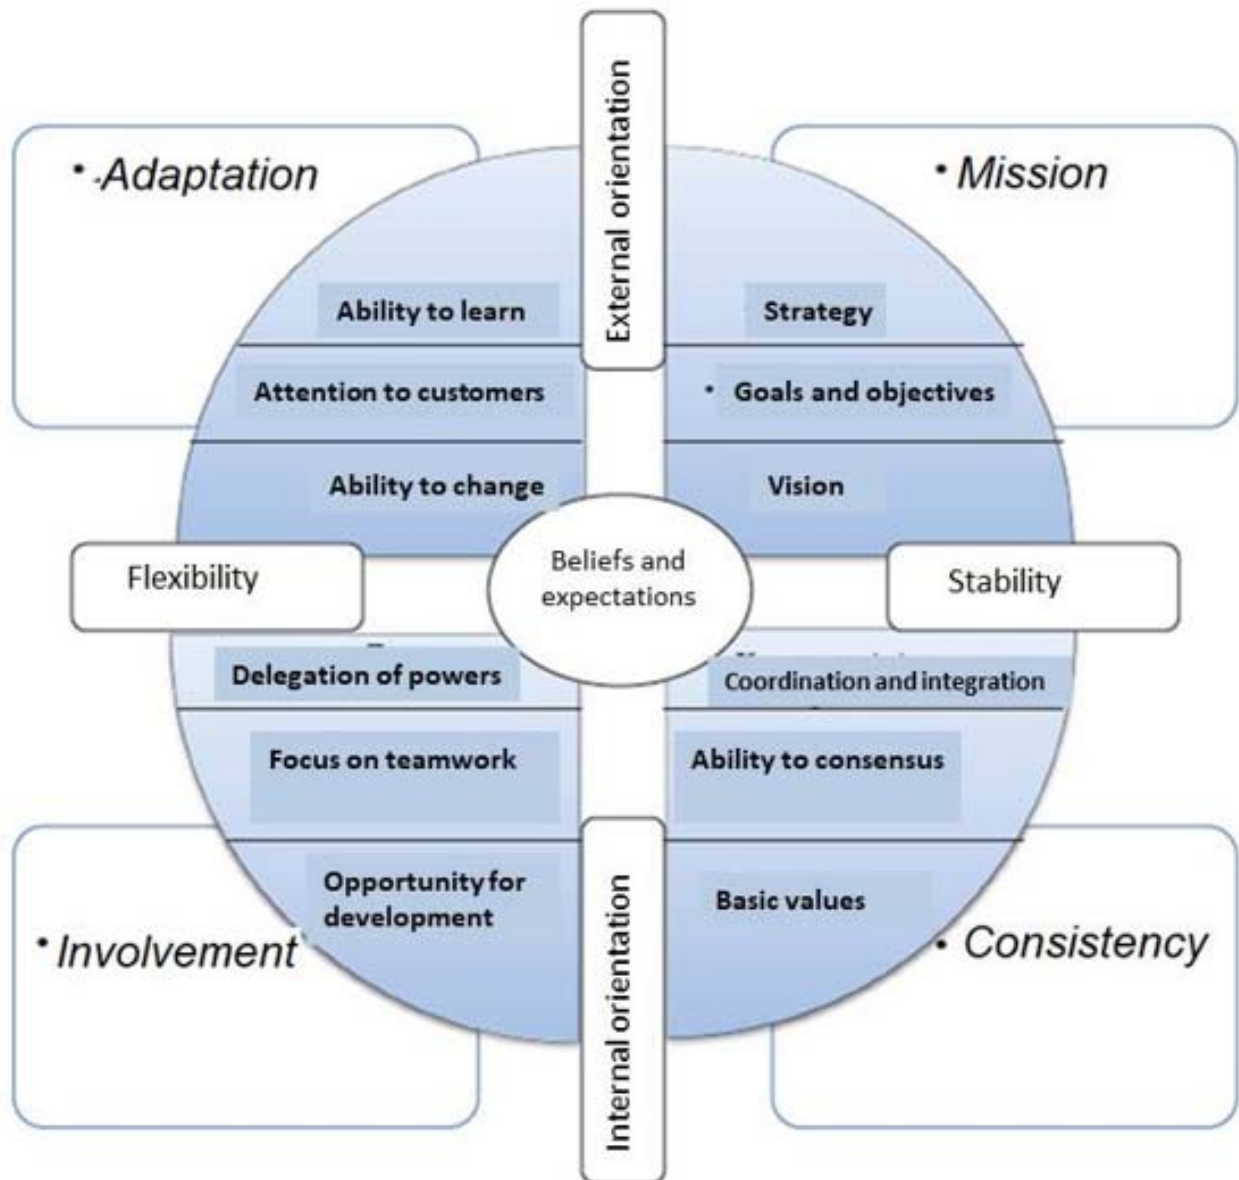 External orientation
• Adaptation
• Mission
Ability to learn
Strategy
Attention to customers
• Goals and objectives
Ability to change
Vision
Flexibility
Beliefs and
expectations
Stability
Delegation of powers
Coordination and integration
Focus on teamwork
Ability to consensus
Opportunity for
development
Basic values
• Involvement
• Consistency
Internal orientation